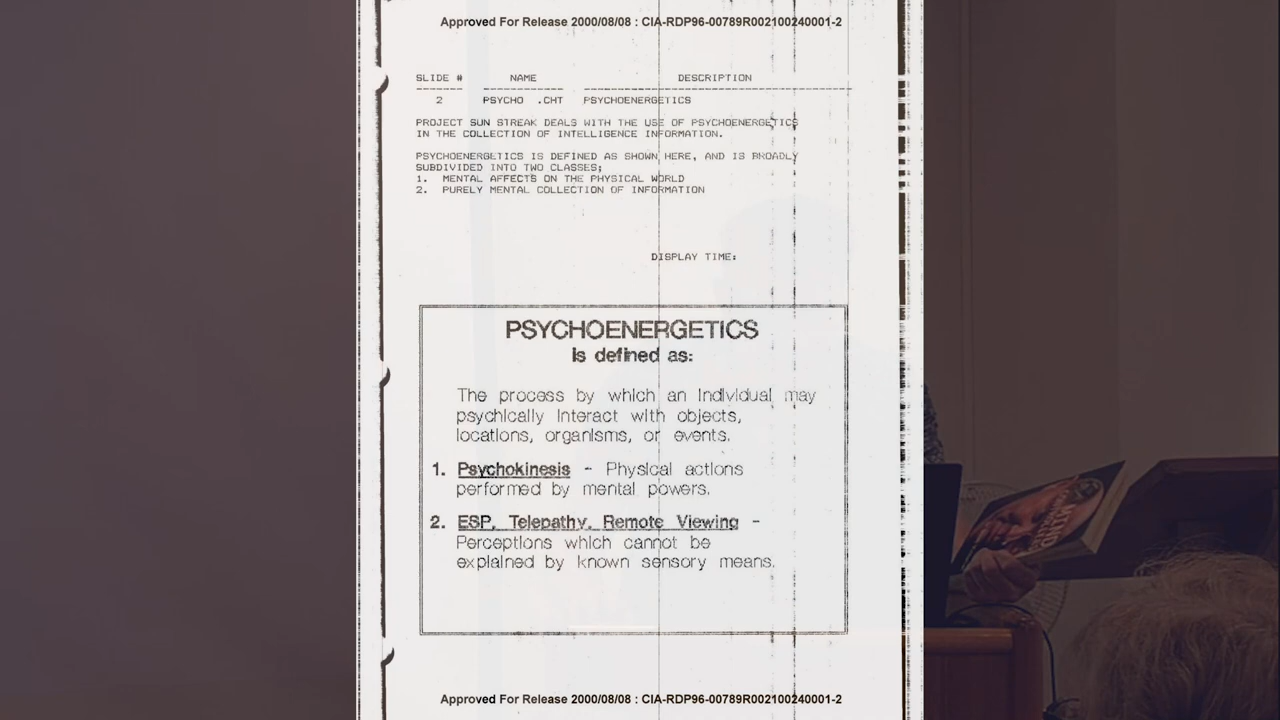 Approved For Release 2000/08/08 : CIA-RDP96-00789R002100240001-2
SLIDE # NAME DESCRIPTION
2 PSYCHO .CHT PSYCHOENERGETICS
PROJECT SUN STREAK DEALS WITH THE USE OF PSYCHOENERGETICS
IN THE COLLECTION OF INTELLIGENCE INFORMATION.
PSYCHOENERGETICS IS DEFINED AS SHOWN HERE, AND IS BROADLY
SUBDIVIDED INTO TWO CLASSES;
1. MENTAL AFFECTS ON THE PHYSICAL WORLD
2. PURELY MENTAL COLLECTION OF INFORMATION
DISPLAY TIME:
PSYCHOENERGETICS
is defined as:
The process by which an individual may
psychically interact with objects,
locations, organisms, or events.
1. Psychokinesis - Physical actions
performed by mental powers.
2. ESP, Telepathy, Remote Viewing -
Perceptions which cannot be
explained by known sensory means.
Approved For Release 2000/08/08 : CIA-RDP96-00789R002100240001-2